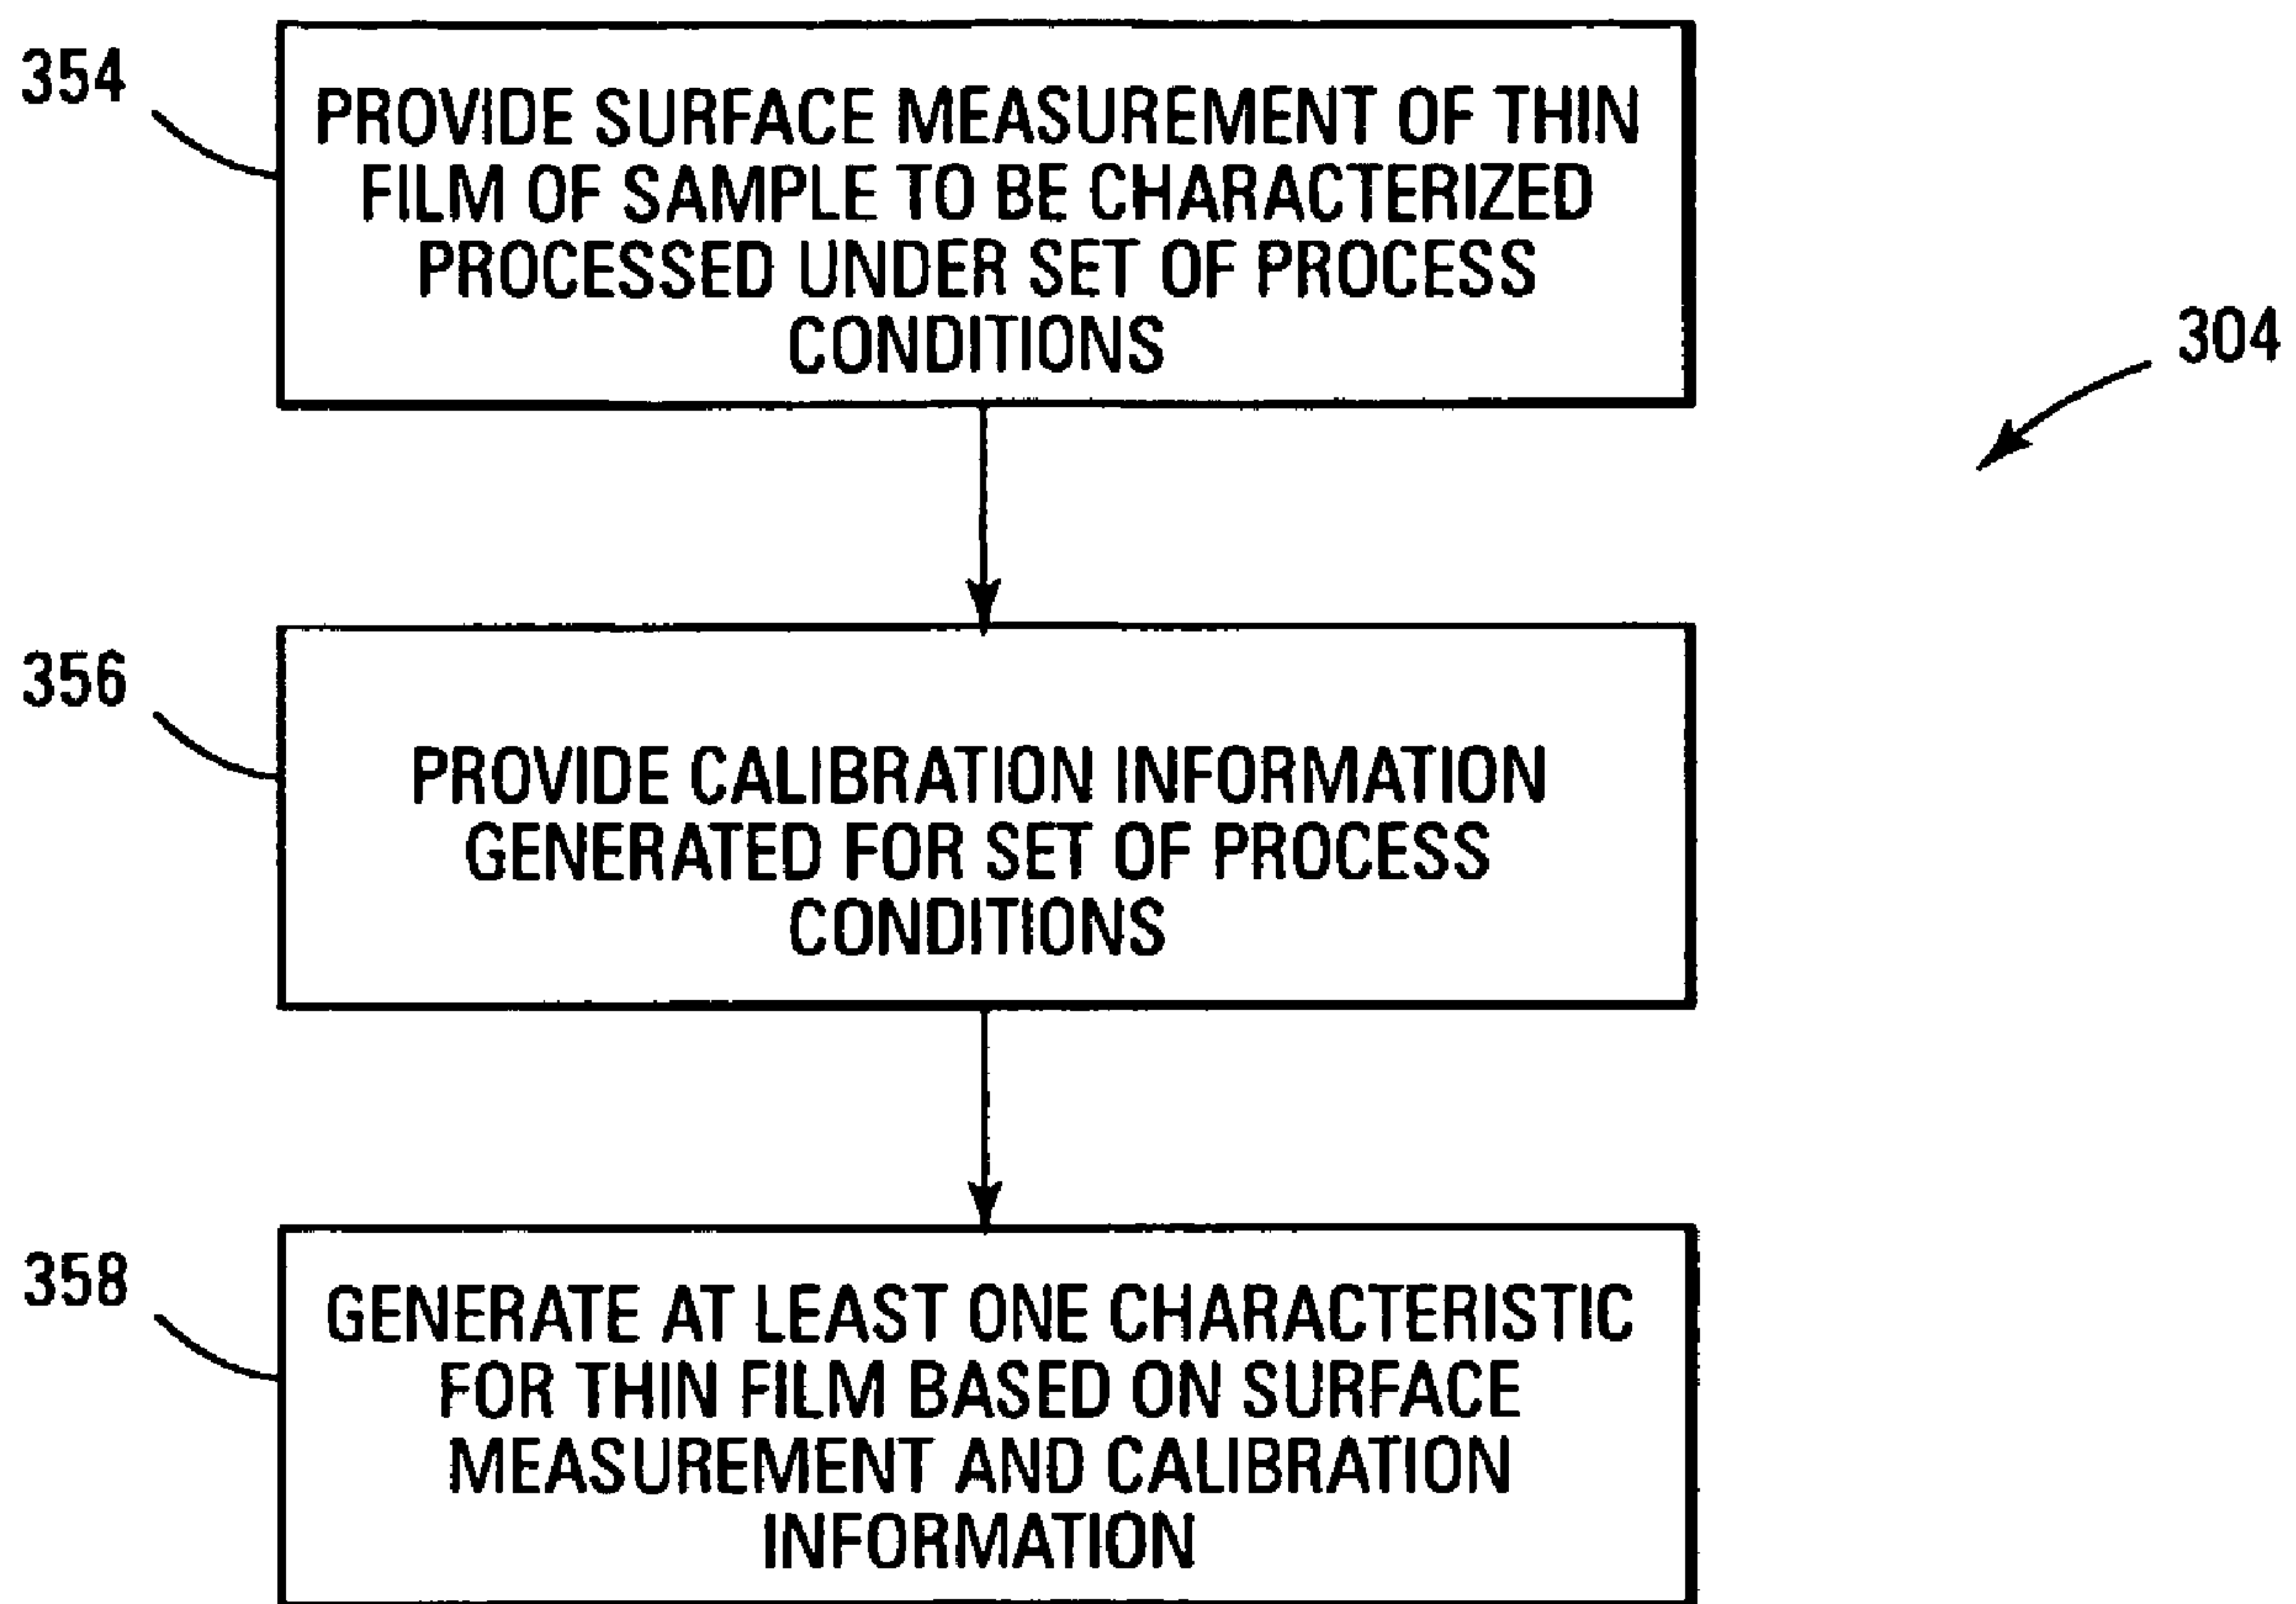 354
PROVIDE SURFACE MEASUREMENT OF THIN
FILM OF SAMPLE TO BE CHARACTERIZED
PROCESSED UNDER SET OF PROCESS
CONDITIONS
304
356
PROVIDE CALIBRATION INFORMATION
GENERATED FOR SET OF PROCESS
CONDITIONS
358
GENERATE AT LEAST ONE CHARACTERISTIC
FOR THIN FILM BASED ON SURFACE
MEASUREMENT AND CALIBRATION
INFORMATION